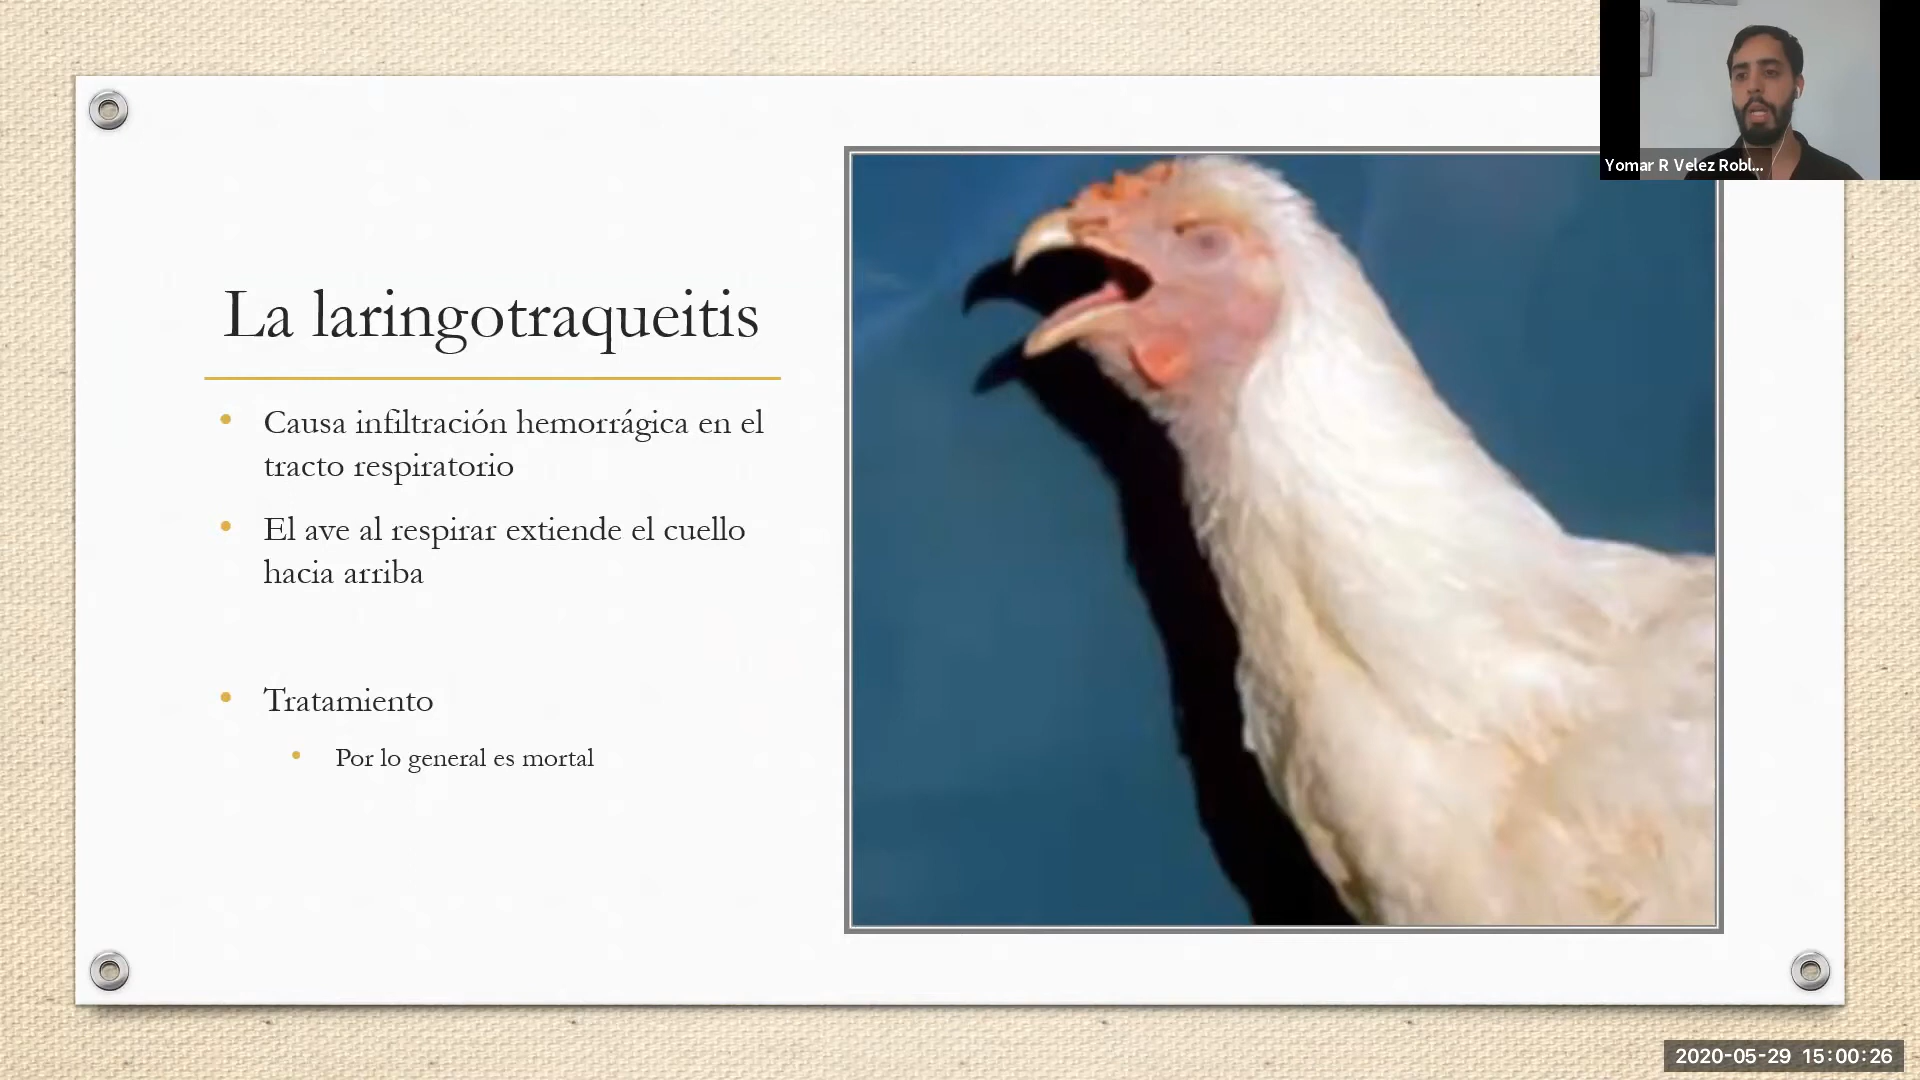 Yomar R Velez Robl...
La laringotraqueitis
Causa infiltración hemorrágica en el
tracto respiratorio
El ave al respirar extiende el cuello
hacia arriba
Tratamiento
Por lo general es mortal
2020-05-29 15:00:26